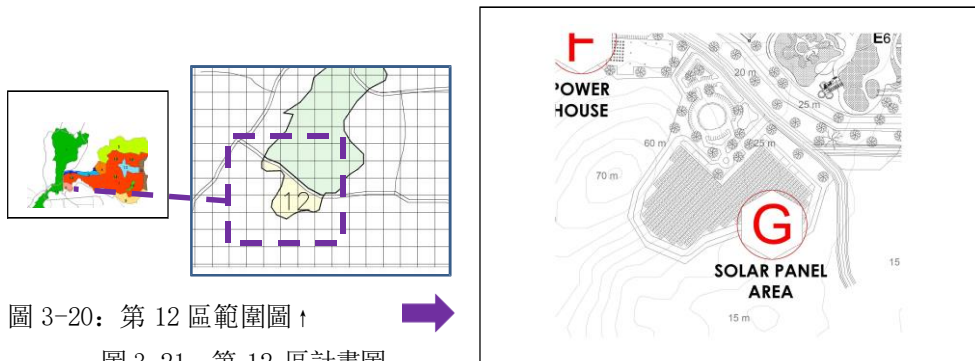 12
圖 3-20：第 12 區範圍圖↑
F
POWER
HOUSE
E6
20 m
25 m
60 m
25 m
70 m
G
SOLAR PANEL
AREA
15
15 m